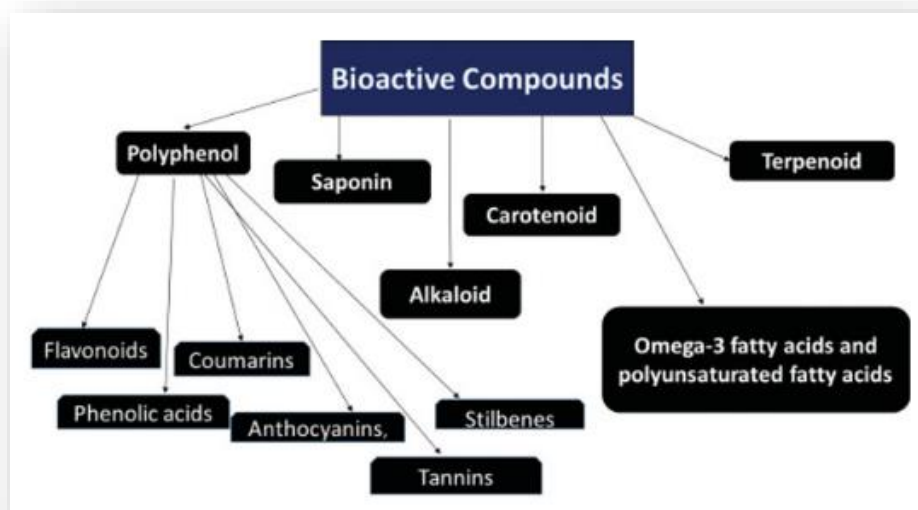 Bioactive Compounds
Polyphenol
Saponin
Terpenoid
Carotenoid
Alkaloid
Omega-3 fatty acids and
polyunsaturated fatty acids
Flavonoids
Coumarins
Phenolic acids
Anthocyanins,
Stilbenes
Tannins